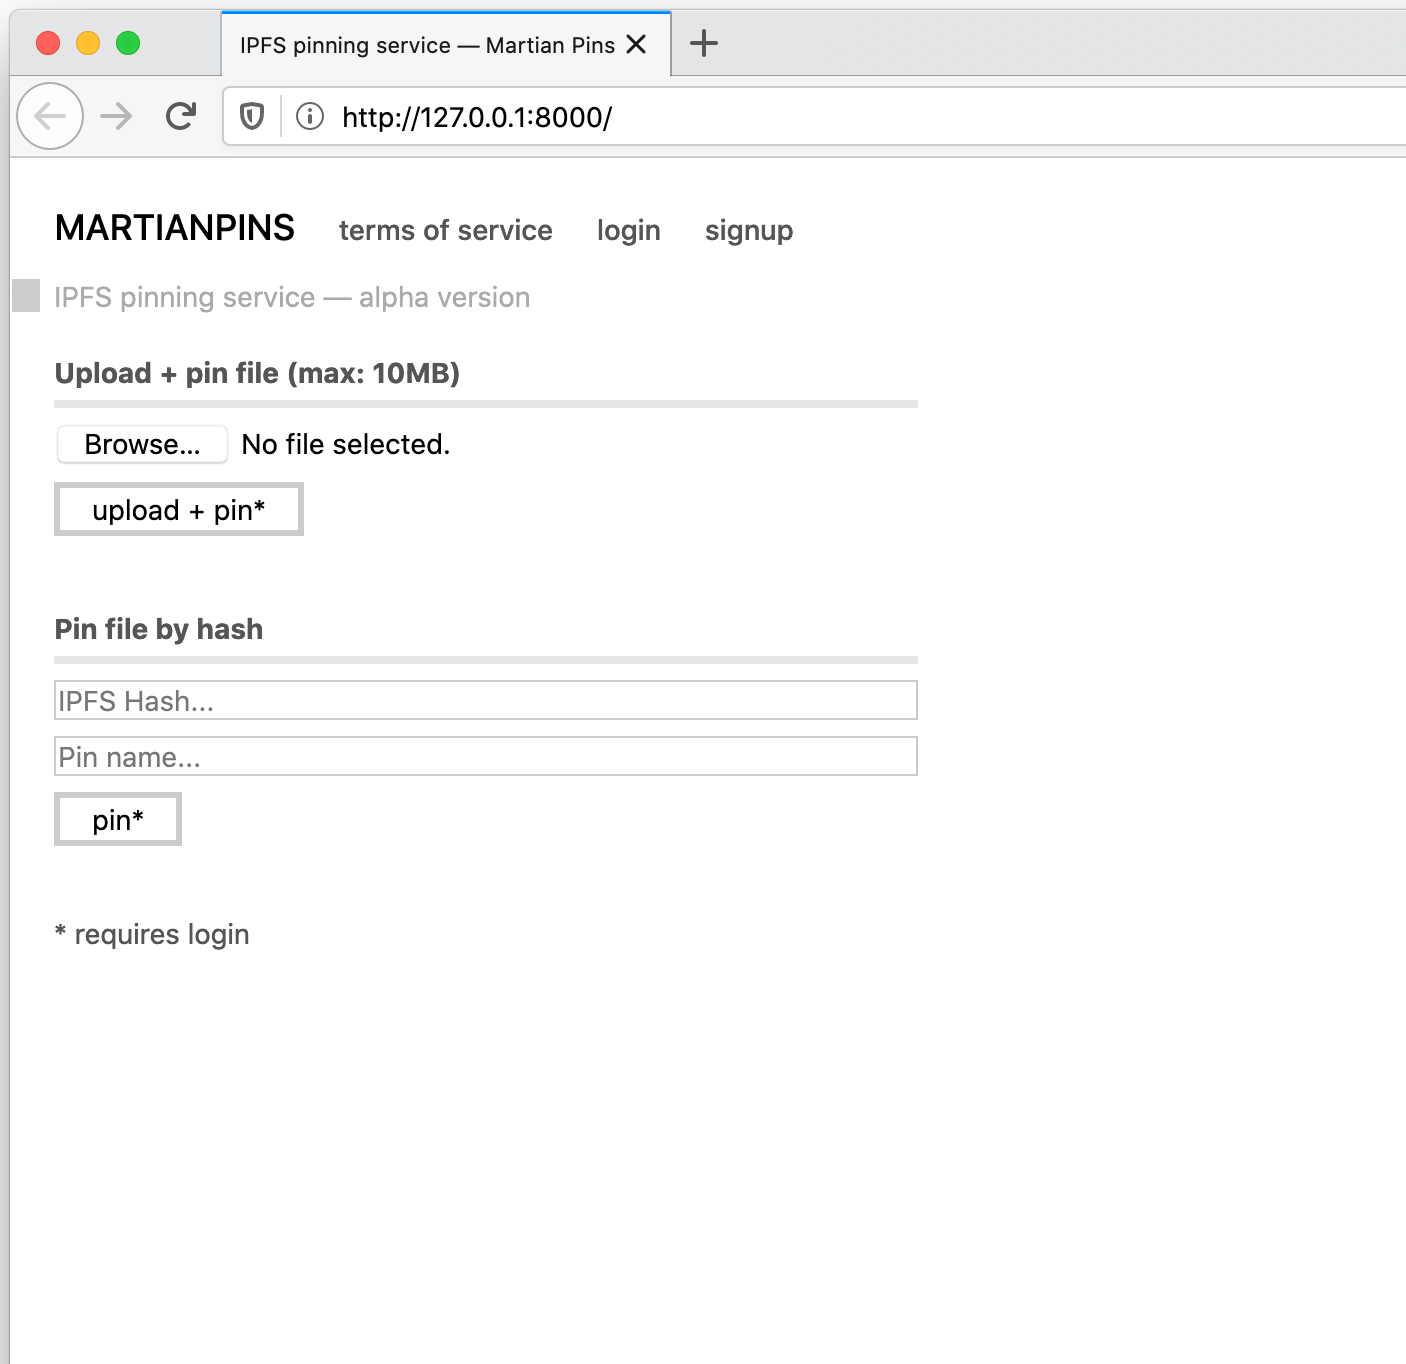 IPFS pinning service — Martian Pins
http://127.0.0.1:8000/
MARTIANPINS terms of service login signup
IPFS pinning service — alpha version
Upload + pin file (max: 10MB)
Browse... No file selected.
upload + pin*
Pin file by hash
IPFS Hash...
Pin name...
pin*
* requires login